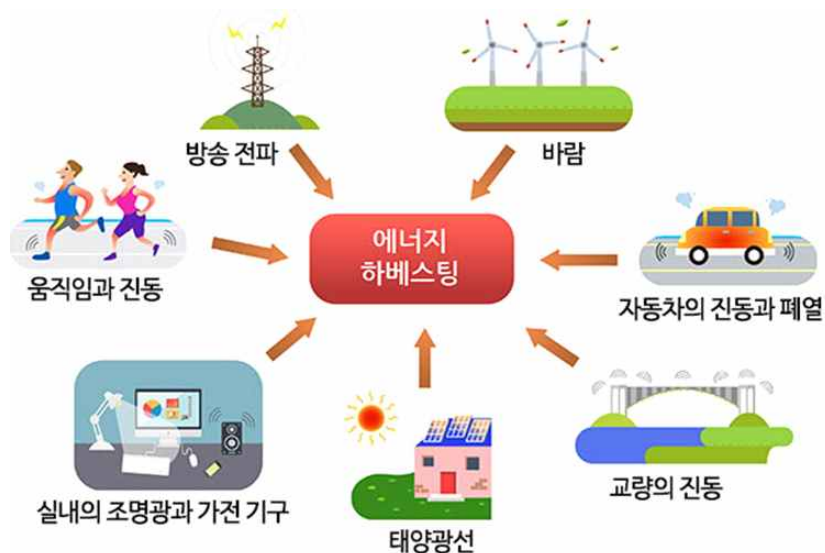 방송 전파
바람
움직임과 진동
에너지
하베스팅
자동차의 진동과 폐열
실내의 조명광과 가전 기구
태양광선
교량의 진동